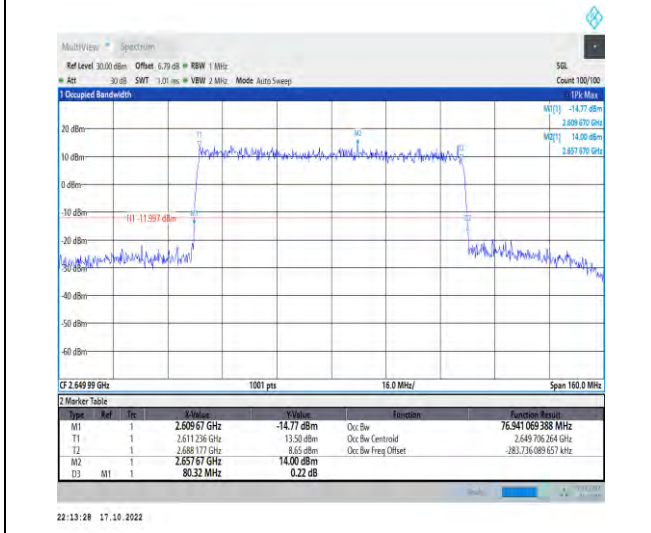 MultiView Spectrum
Ref Level 30.00 dBm Offset 6.79 dB RBW 1 MHz SGL
Att 30 dB SWT 1.01 ms VBW 2 MHz Mode Auto Sweep Count 100/100
1 Occupied Bandwidth 1Pk Max
M1[1] -14.77 dBm
2.609 670 GHz
M2[1] 14.00 dBm
2.657 670 GHz
20 dBm
T1
M2
10 dBm
0 dBm
-10 dBm
H1 -11.997 dBm
-20 dBm
-30 dBm
-40 dBm
-50 dBm
-60 dBm
CF 2.649 99 GHz 1001 pts 16.0 MHz/ Span 160.0 MHz
2 Marker Table
Type Ref Trc X-Value Y-Value Function Function Result
M1 1 2.609 67 GHz -14.77 dBm Occ Bw 76.941 069 388 MHz
T1 1 2.611 236 GHz 13.50 dBm Occ Bw Centroid 2.649 706 264 GHz
T2 1 2.688 177 GHz 8.65 dBm Occ Bw Freq Offset -283.736 089 657 kHz
M2 1 2.657 67 GHz 14.00 dBm
D3 M1 1 80.32 MHz 0.22 dB
22:13:28 17.10.2022